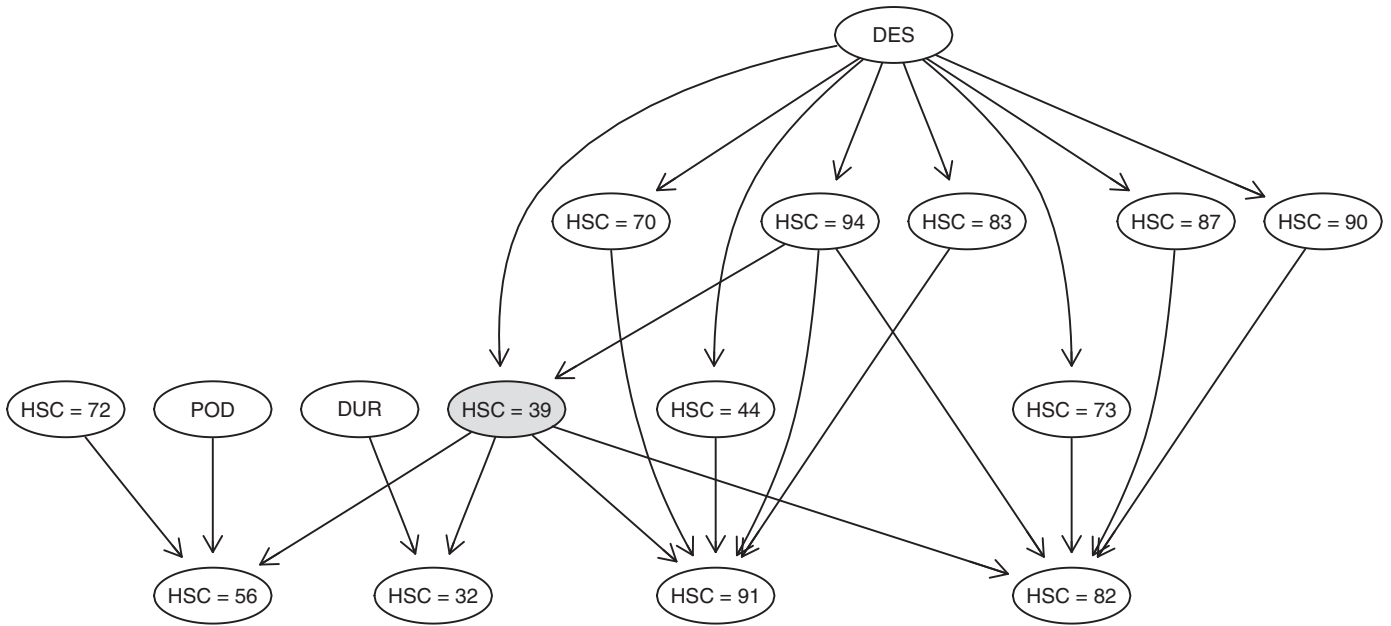 DES
HSC = 70
HSC = 94
HSC = 83
HSC = 87
HSC = 90
HSC = 72
POD
DUR
HSC = 39
HSC = 44
HSC = 73
HSC = 56
HSC = 32
HSC = 91
HSC = 82